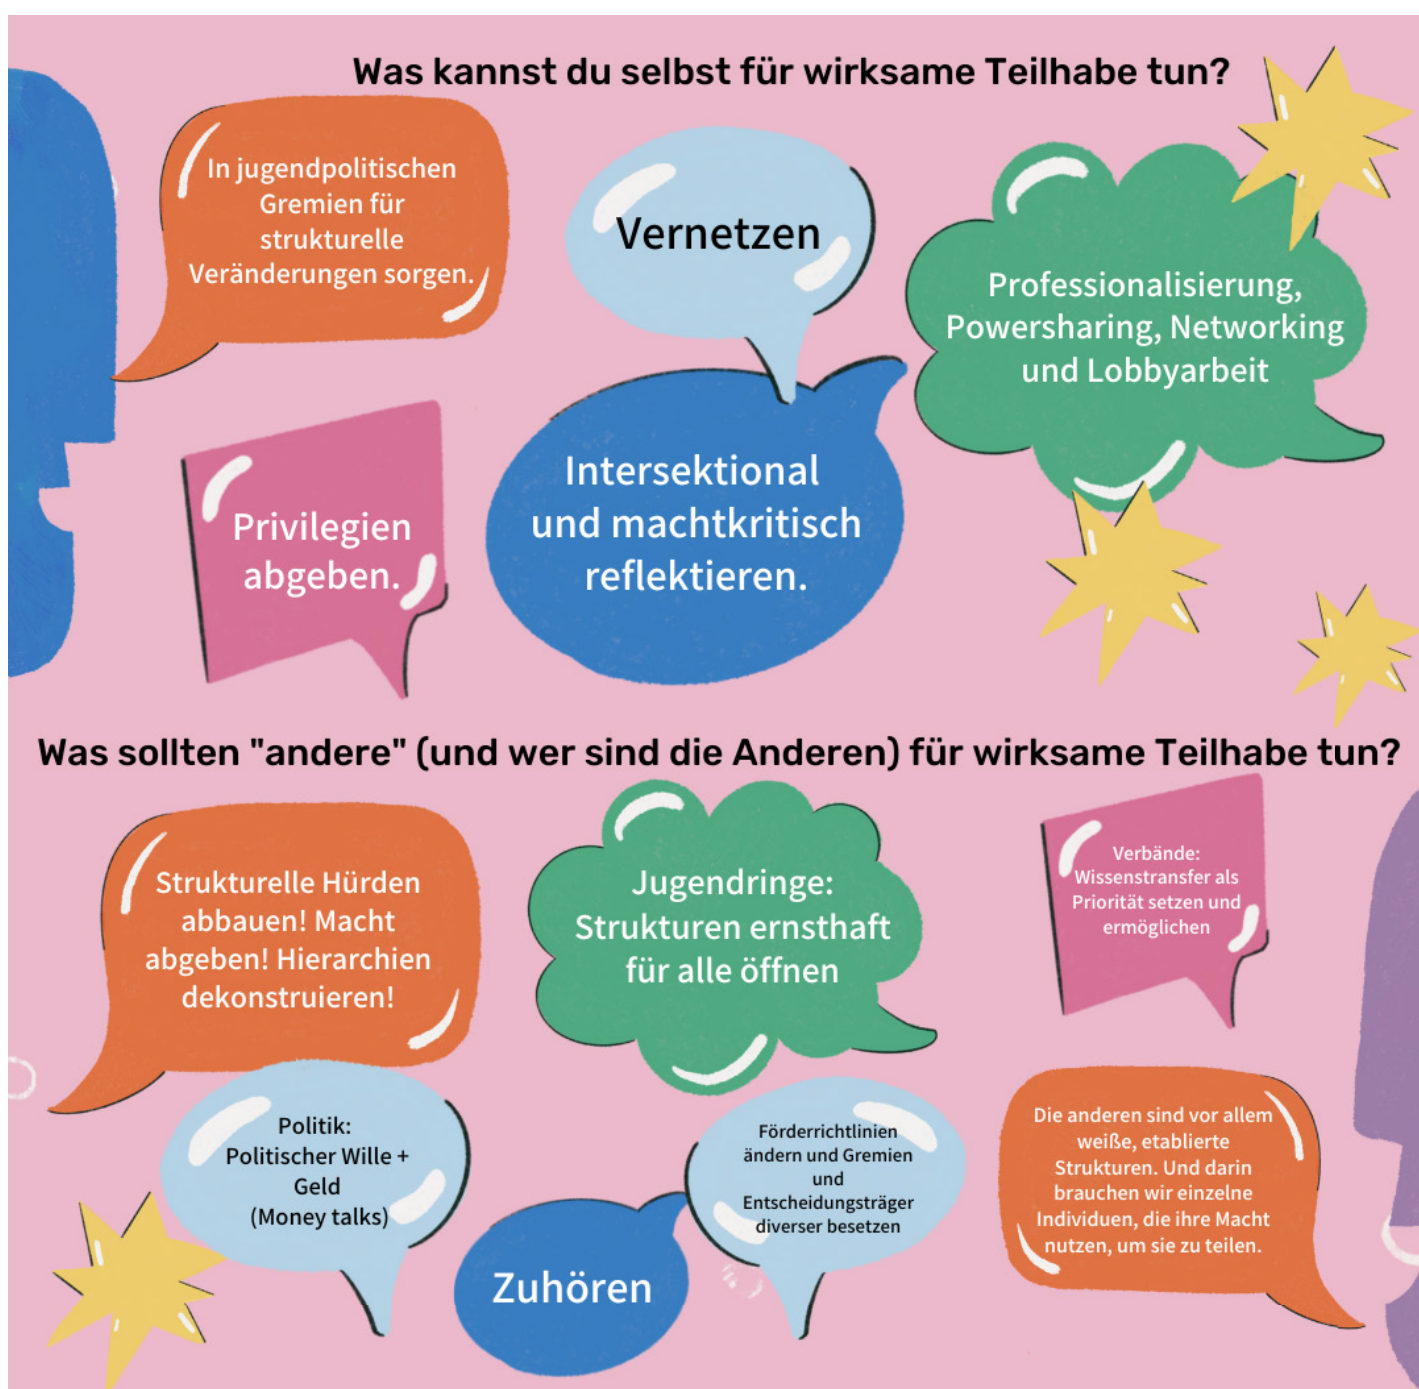 Was kannst du selbst für wirksame Teilhabe tun?
In jugendpolitischen
Gremien für
strukturelle
Veränderungen sorgen.
Vernetzen
Professionalisierung,
Powersharing, Networking
und Lobbyarbeit
Privilegien
abgeben.
Intersektional
und machtkritisch
reflektieren.
Was sollten "andere" (und wer sind die Anderen) für wirksame Teilhabe tun?
Strukturelle Hürden
abbauen! Macht
abgeben! Hierarchien
dekonstruieren!
Jugendringe:
Strukturen ernsthaft
für alle öffnen
Verbände:
Wissenstransfer als
Priorität setzen und
ermöglichen
Politik:
Politischer Wille +
Geld
(Money talks)
Zuhören
Förderrichtlinien
ändern und Gremien
und
Entscheidungsträger
diverser besetzen
Die anderen sind vor allem
weiße, etablierte
Strukturen. Und darin
brauchen wir einzelne
Individuen, die ihre Macht
nutzen, um sie zu teilen.